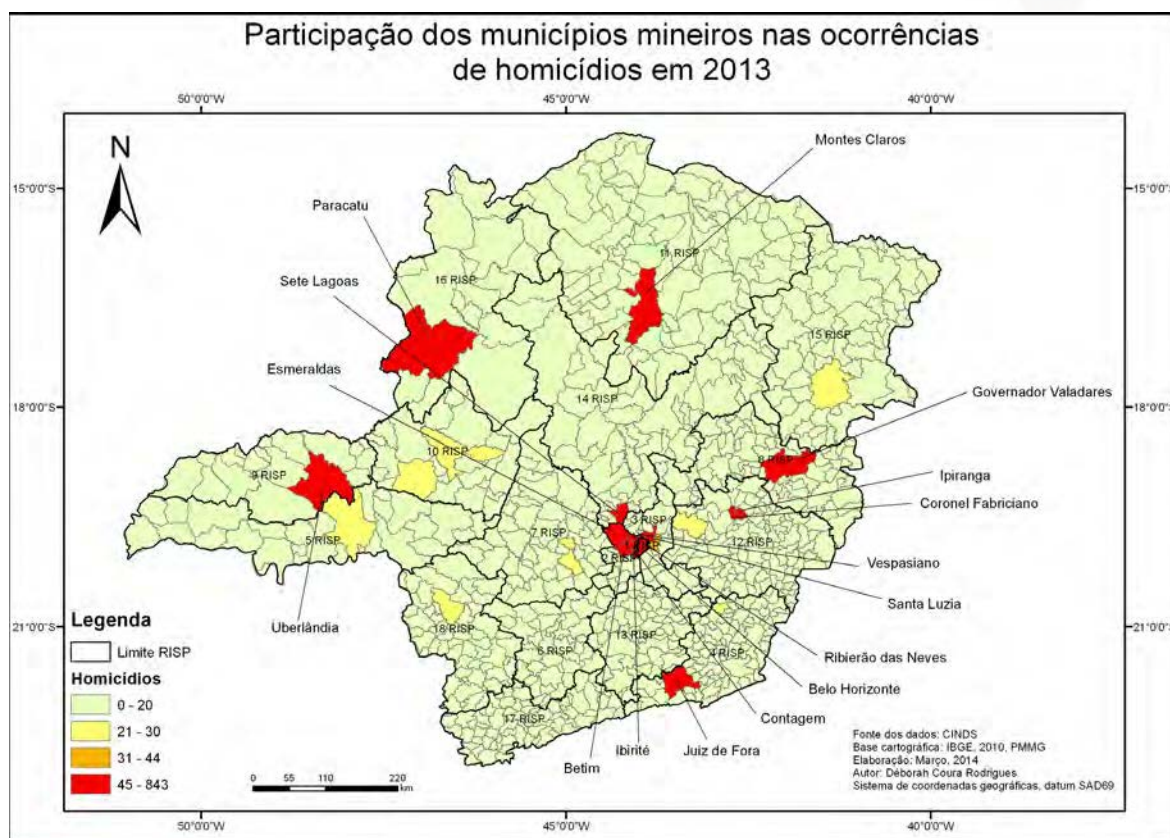 Participação dos municípios mineiros nas ocorrências
de homicídios em 2013
50°0'0"W
45°0'0"W
40°0'0"W
N
15°0'0"S
15°0'0"S
18°0'0"S
18°0'0"S
21°0'0"S
21°0'0"S
Montes Claros
Paracatu
Sete Lagoas
Esmeraldas
Governador Valadares
Ipiranga
Coronel Fabriciano
Vespasiano
Santa Luzia
Ribierão das Neves
Belo Horizonte
Contagem
Juiz de Fora
Ibirité
Betim
Uberlândia
11 RISP
16 RISP
15 RISP
14 RISP
10 RISP
9 RISP
8 RISP
3 RISP
7 RISP
12 RISP
5 RISP
2 RISP
18 RISP
6 RISP
13 RISP
4 RISP
17 RISP
Legenda
Limite RISP
Homicídios
0 - 20
21 - 30
31 - 44
45 - 843
0 55 110 220
km
Fonte dos dados: CINDS
Base cartográfica: IBGE, 2010, PMMG
Elaboração: Março, 2014
Autor: Déborah Coura Rodrigues
Sistema de coordenadas geográficas, datum SAD69
50°0'0"W
45°0'0"W
40°0'0"W